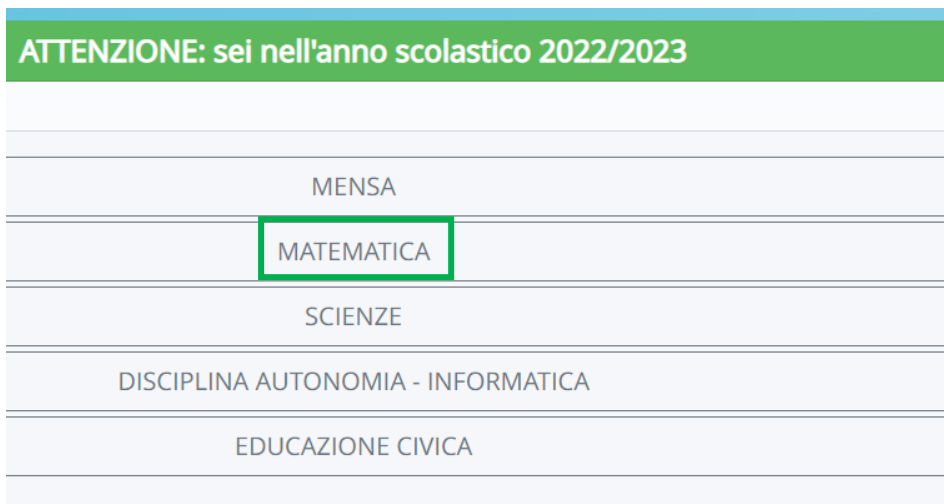 ATTENZIONE: sei nell'anno scolastico 2022/2023
MENSA
MATEMATICA
SCIENZE
DISCIPLINA AUTONOMIA - INFORMATICA
EDUCAZIONE CIVICA